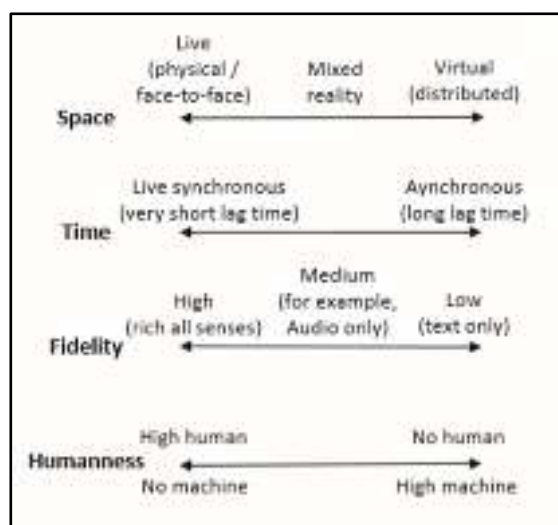 Live
(physical /
face-to-face)
Mixed
reality
Virtual
(distributed)
Space
Live synchronous
(very short lag time)
Aynchronous
(long lag time)
Time
High
(rich all senses)
Medium
(for example,
Audio only)
Low
(text only)
Fidelity
High human
No human
Humanness
No machine
High machine